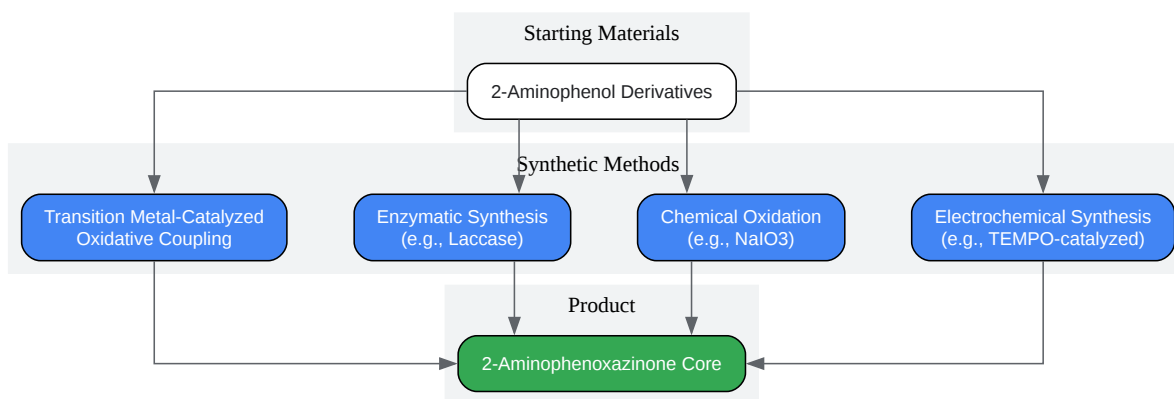 Starting Materials
2-Aminophenol Derivatives
Synthetic Methods
Transition Metal-Catalyzed
Oxidative Coupling
Enzymatic Synthesis
(e.g., Laccase)
Chemical Oxidation
(e.g., NaIO3)
Electrochemical Synthesis
(e.g., TEMPO-catalyzed)
Product
2-Aminophenoxazinone Core